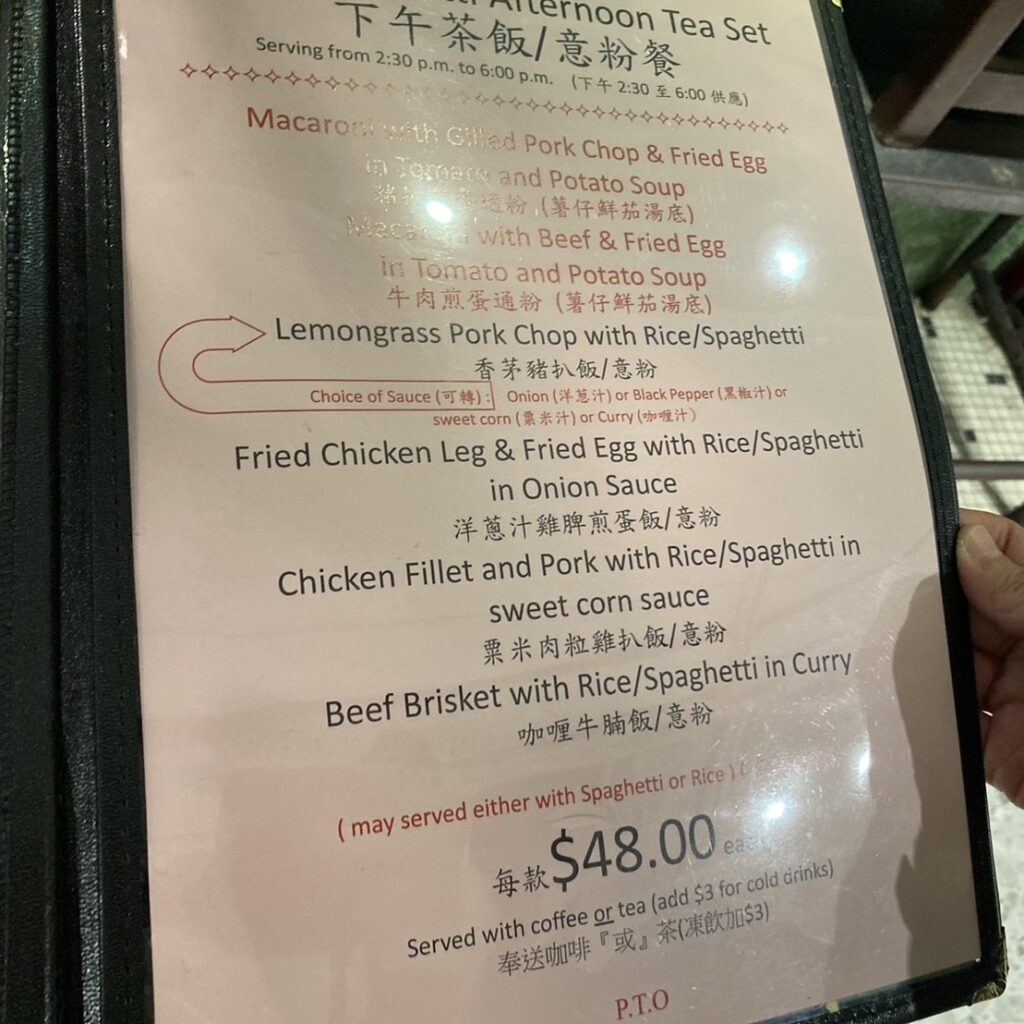 Afternoon Tea Set
下午茶飯/意粉餐
Serving from 2:30 p.m. to 6:00 p.m. (下午 2:30 至 6:00 供應)
Macaroni with Gilled Pork Chop & Fried Egg
in Tomato and Potato Soup
通粉 (薯仔鮮茄湯底)
Macaroni with Beef & Fried Egg
in Tomato and Potato Soup
牛肉煎蛋通粉 (薯仔鮮茄湯底)
Lemongrass Pork Chop with Rice/Spaghetti
香茅豬扒飯/意粉
Choice of Sauce (可轉) : Onion (洋蔥汁) or Black Pepper (黑椒汁) or
sweet corn (粟米汁) or Curry (咖喱汁)
Fried Chicken Leg & Fried Egg with Rice/Spaghetti
in Onion Sauce
洋蔥汁雞脾煎蛋飯/意粉
Chicken Fillet and Pork with Rice/Spaghetti in
sweet corn sauce
粟米肉粒雞扒飯/意粉
Beef Brisket with Rice/Spaghetti in Curry
咖喱牛腩飯/意粉
( may served either with Spaghetti or Rice ) (
每款$48.00 each
Served with coffee or tea (add $3 for cold drinks)
奉送咖啡『或』茶(凍飲加$3)
P.T.O